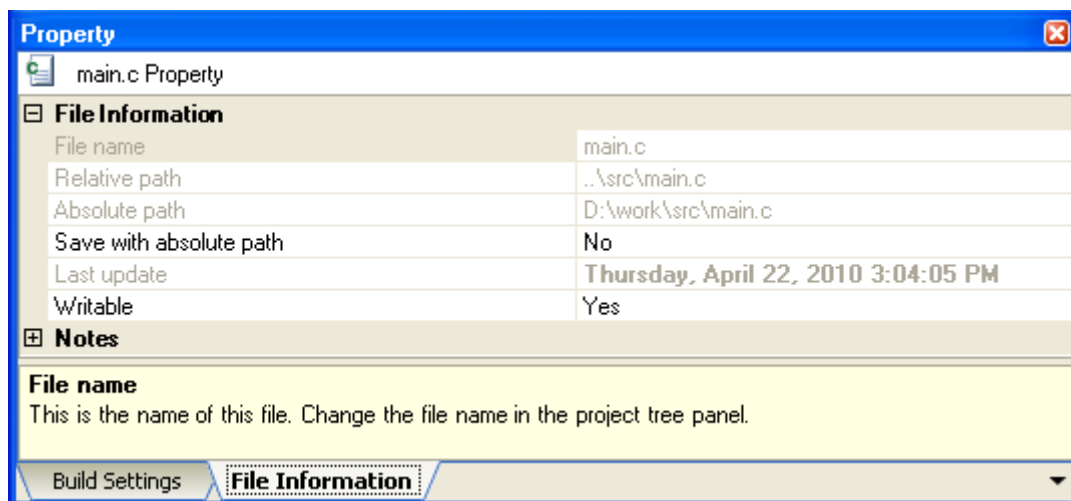 Property
main.c Property
File Information
File name main.c
Relative path ..\src\main.c
Absolute path D:\work\src\main.c
Save with absolute path No
Last update Thursday, April 22, 2010 3:04:05 PM
Writable Yes
Notes
File name
This is the name of this file. Change the file name in the project tree panel.
Build Settings File Information